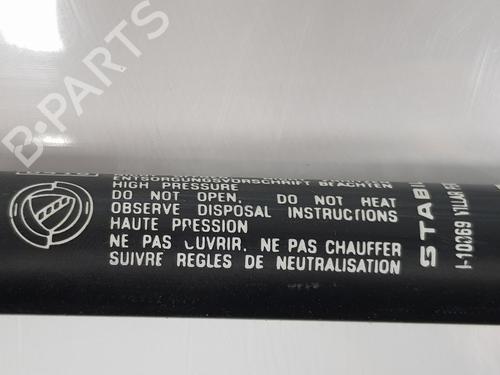 B-PARTS
ENTSORGUNGSVORSCHRIFT BEACHTEN
HIGH PRESSURE
DO NOT OPEN, DO NOT HEAT
OBSERVE DISPOSAL INSTRUCTIONS
HAUTE PRESSION
NE PAS OUVRIR, NE PAS CHAUFFER
SUIVRE REGLES DE NEUTRALISATION
STABIL
I-10069 VILLAR